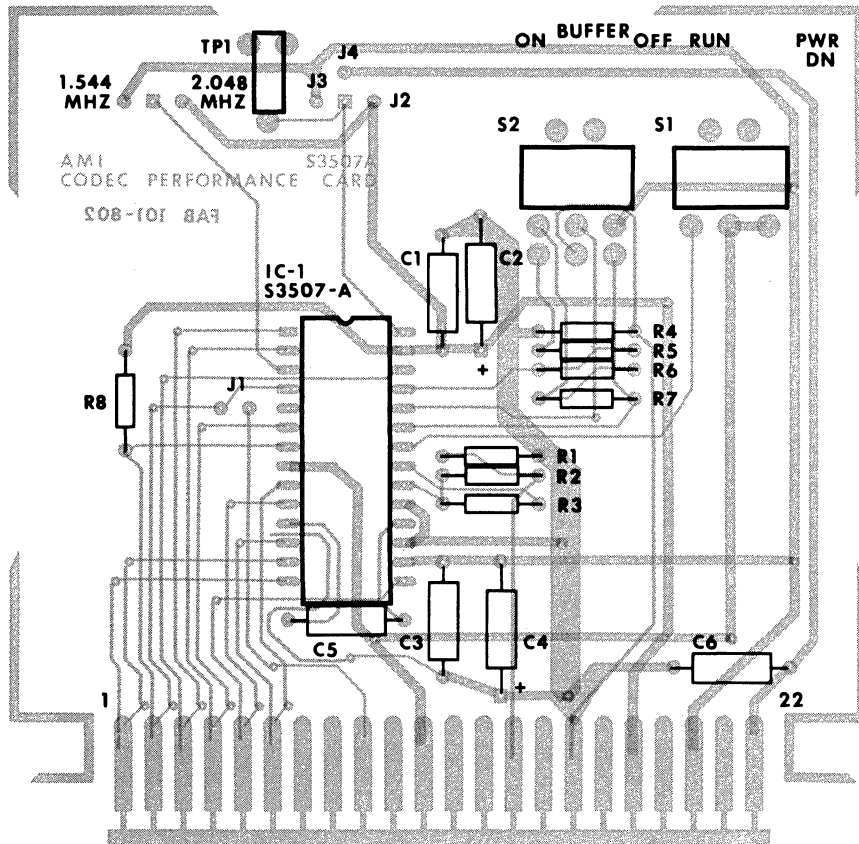 TP1
J4
ON BUFFER OFF RUN
PWR
DN
1.544
MHZ
2.048
MHZ
J3
J2
S2
S1
AMI S3507A
CODEC PERFORMANCE CARD
FAB 101-802
C1
C2
IC-1
S3507-A
R4
R5
R6
R7
+
J1
R8
R1
R2
R3
C5
C3
C4
C6
+
1
22